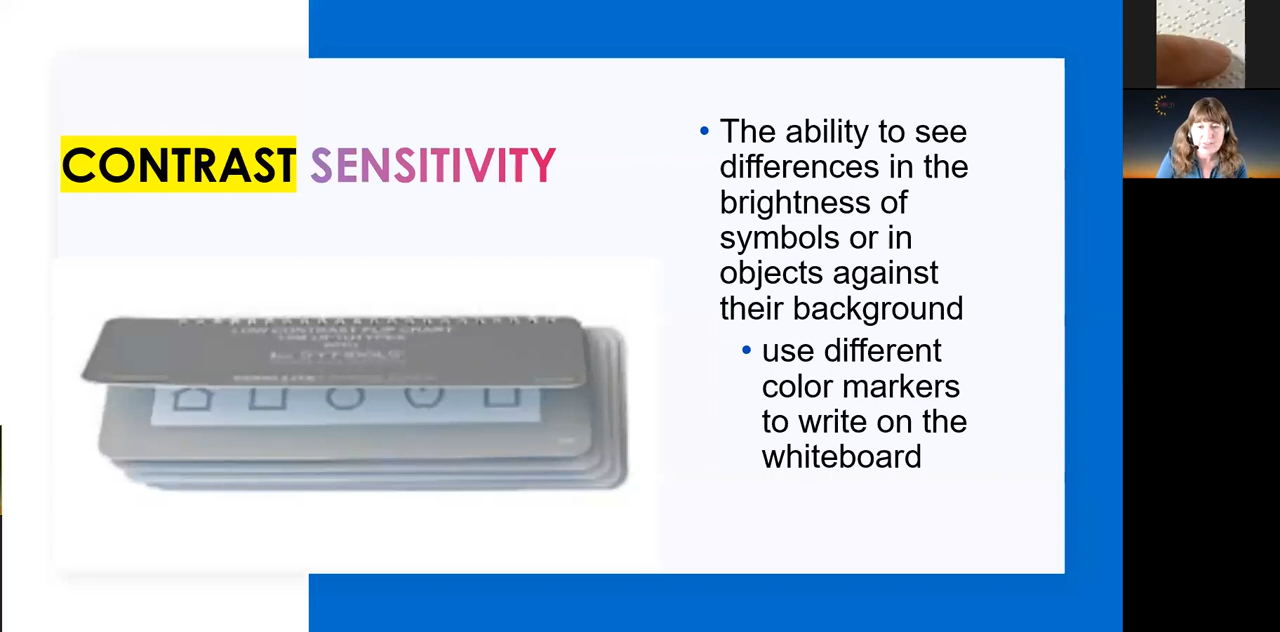 CONTRAST SENSITIVITY
LOW CONTRAST FLIP CHART
The ability to see
differences in the
brightness of
symbols or in
objects against
their background
use different
color markers
to write on the
whiteboard